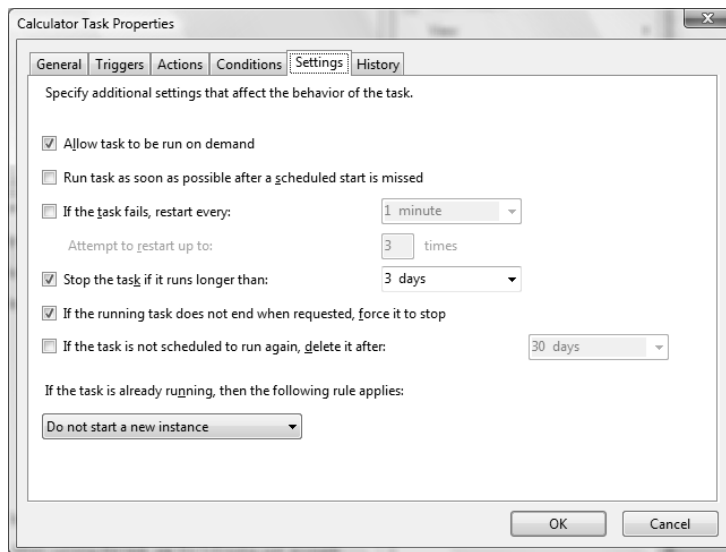 Calculator Task Properties
General Triggers Actions Conditions Settings History
Specify additional settings that affect the behavior of the task.
Allow task to be run on demand
Run task as soon as possible after a scheduled start is missed
If the task fails, restart every: 1 minute
Attempt to restart up to: 3 times
Stop the task if it runs longer than: 3 days
If the running task does not end when requested, force it to stop
If the task is not scheduled to run again, delete it after: 30 days
If the task is already running, then the following rule applies:
Do not start a new instance
OK Cancel